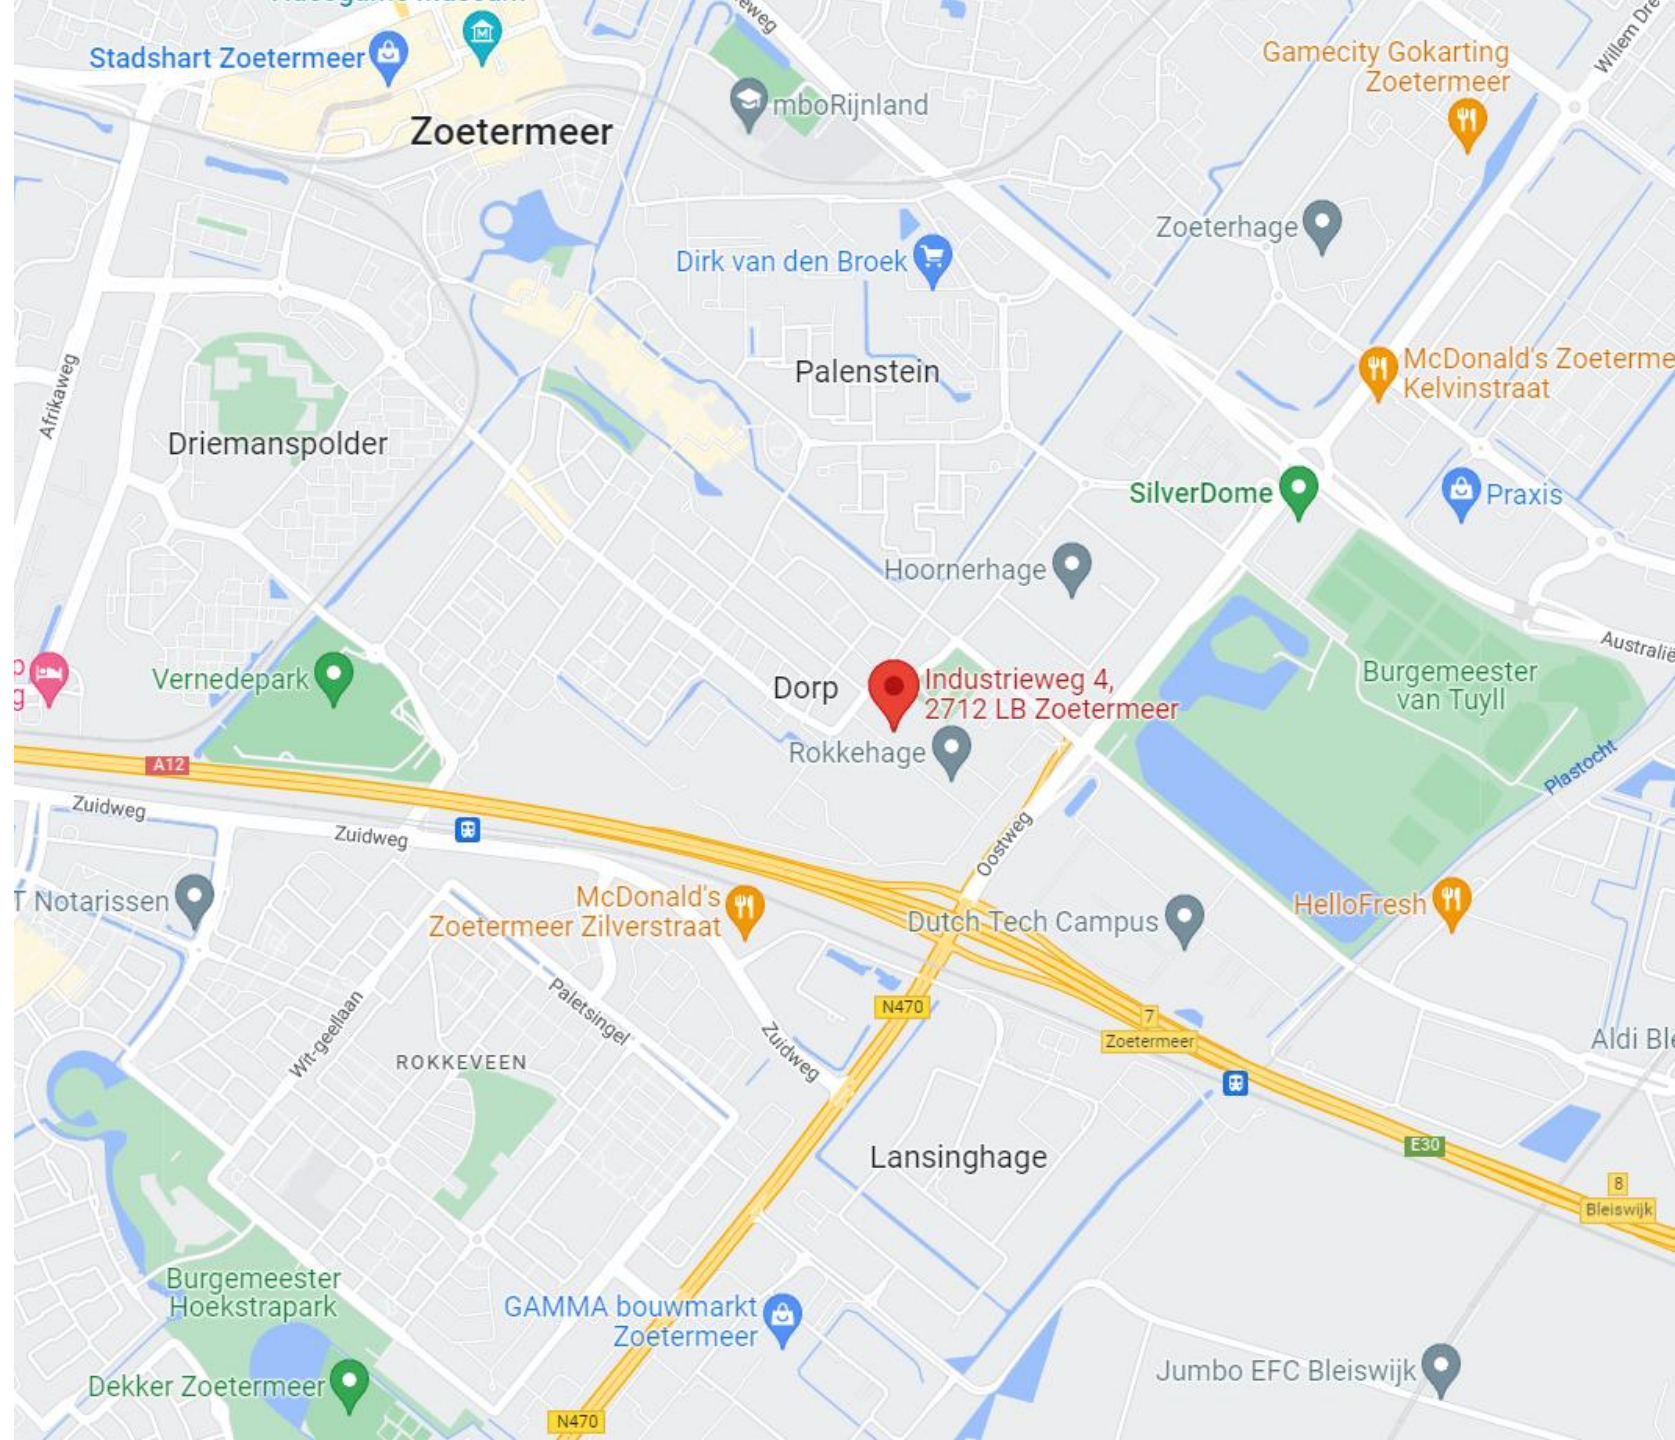 Stadshart Zoetermeer
Zoetermeer
mboRijnland
Gamecity Gokarting
Zoetermeer
Zoeterhage
Dirk van den Broek
Palenstein
McDonald's Zoeterme
Kelvinstraat
Afrikaweg
Driemanspolder
SilverDome
Praxis
Hoornerhage
Vernedepark
Dorp
Industrieweg 4,
2712 LB Zoetermeer
Burgemeester
van Tuyll
Australië
Rokkehage
Plastocht
A12
Zuidweg
Zuidweg
Oostweg
T Notarissen
McDonald's
Zoetermeer Zilverstraat
Dutch Tech Campus
HelloFresh
N470
7
Zoetermeer
Wit-geellaan
Paletsingel
Zuidweg
ROKKEVEEN
Aldi Ble
Lansinghage
E30
8
Bleiswijk
Burgemeester
Hoekstrapark
GAMMA bouwmarkt
Zoetermeer
Dekker Zoetermeer
Jumbo EFC Bleiswijk
N470